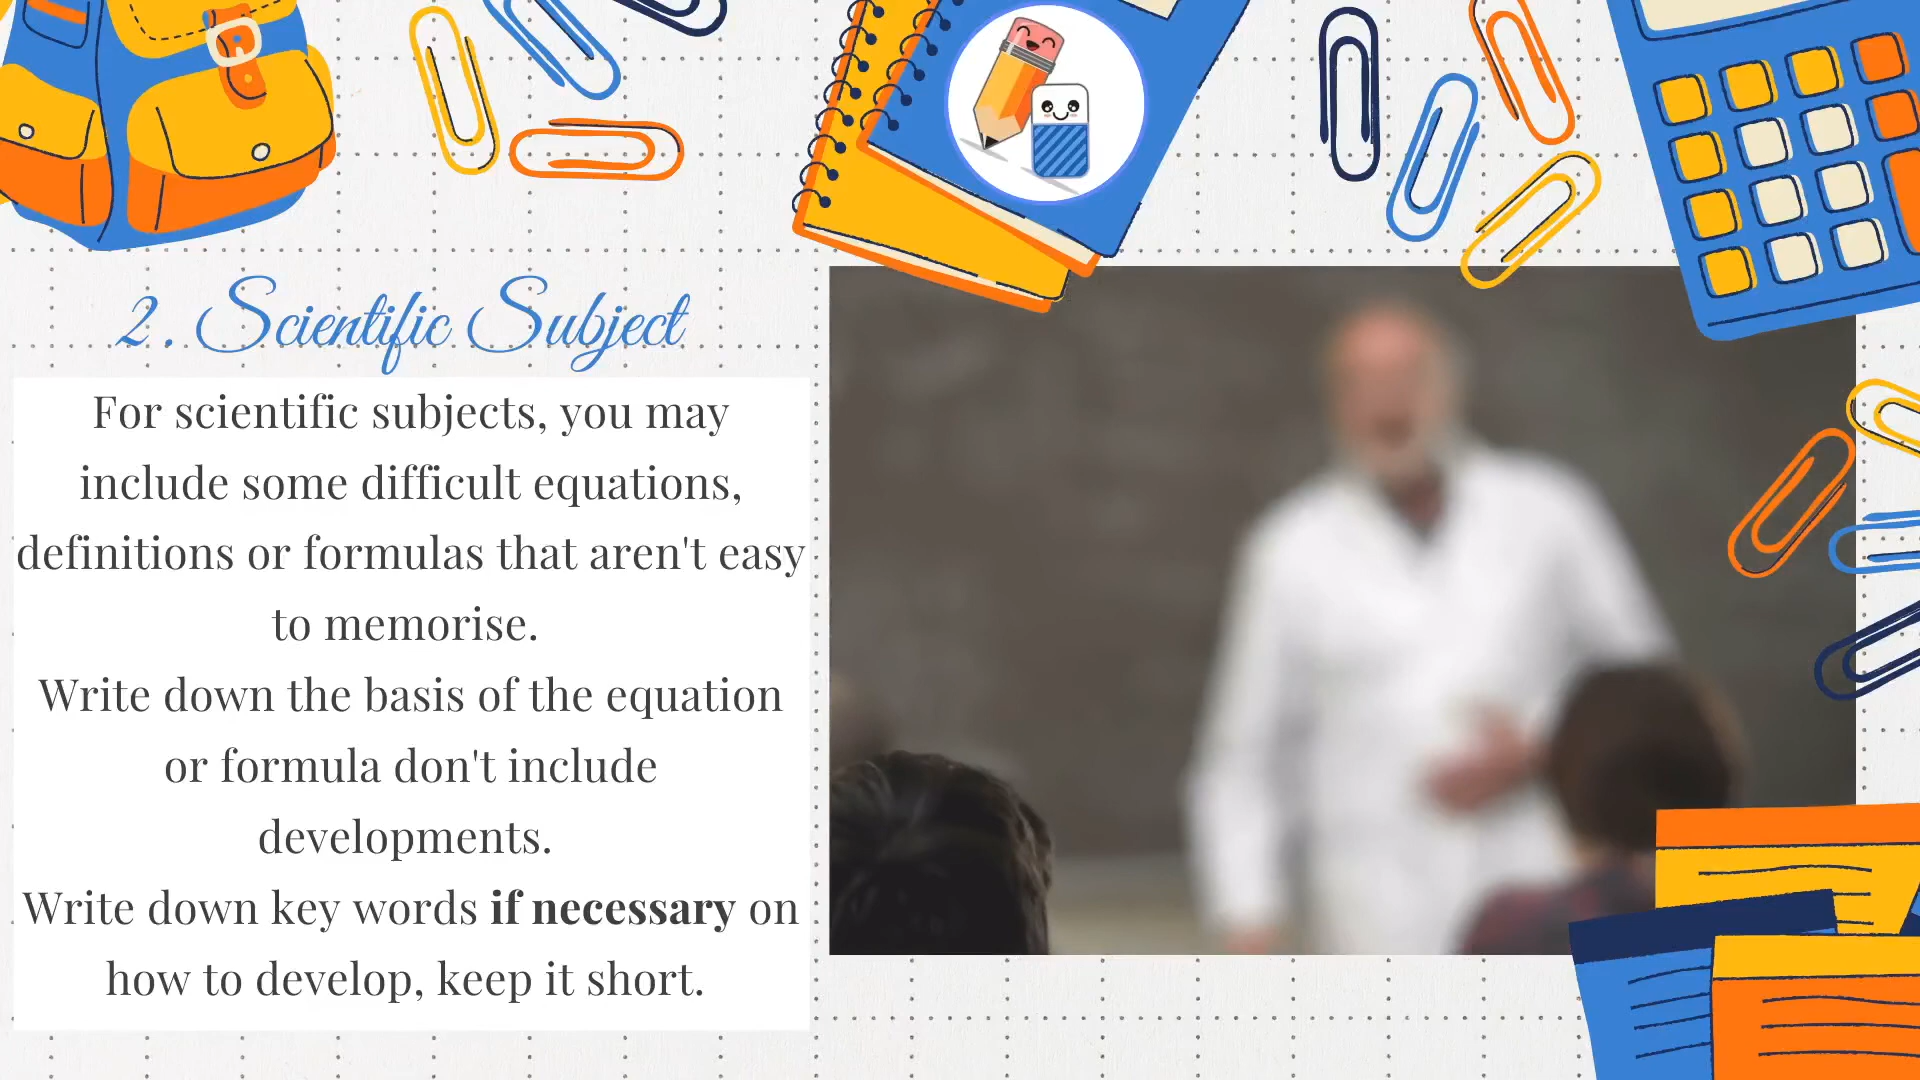 2. Scientific Subject
For scientific subjects, you may
include some difficult equations,
definitions or formulas that aren't easy
to memorise.
Write down the basis of the equation
or formula don't include
developments.
Write down key words if necessary on
how to develop, keep it short.